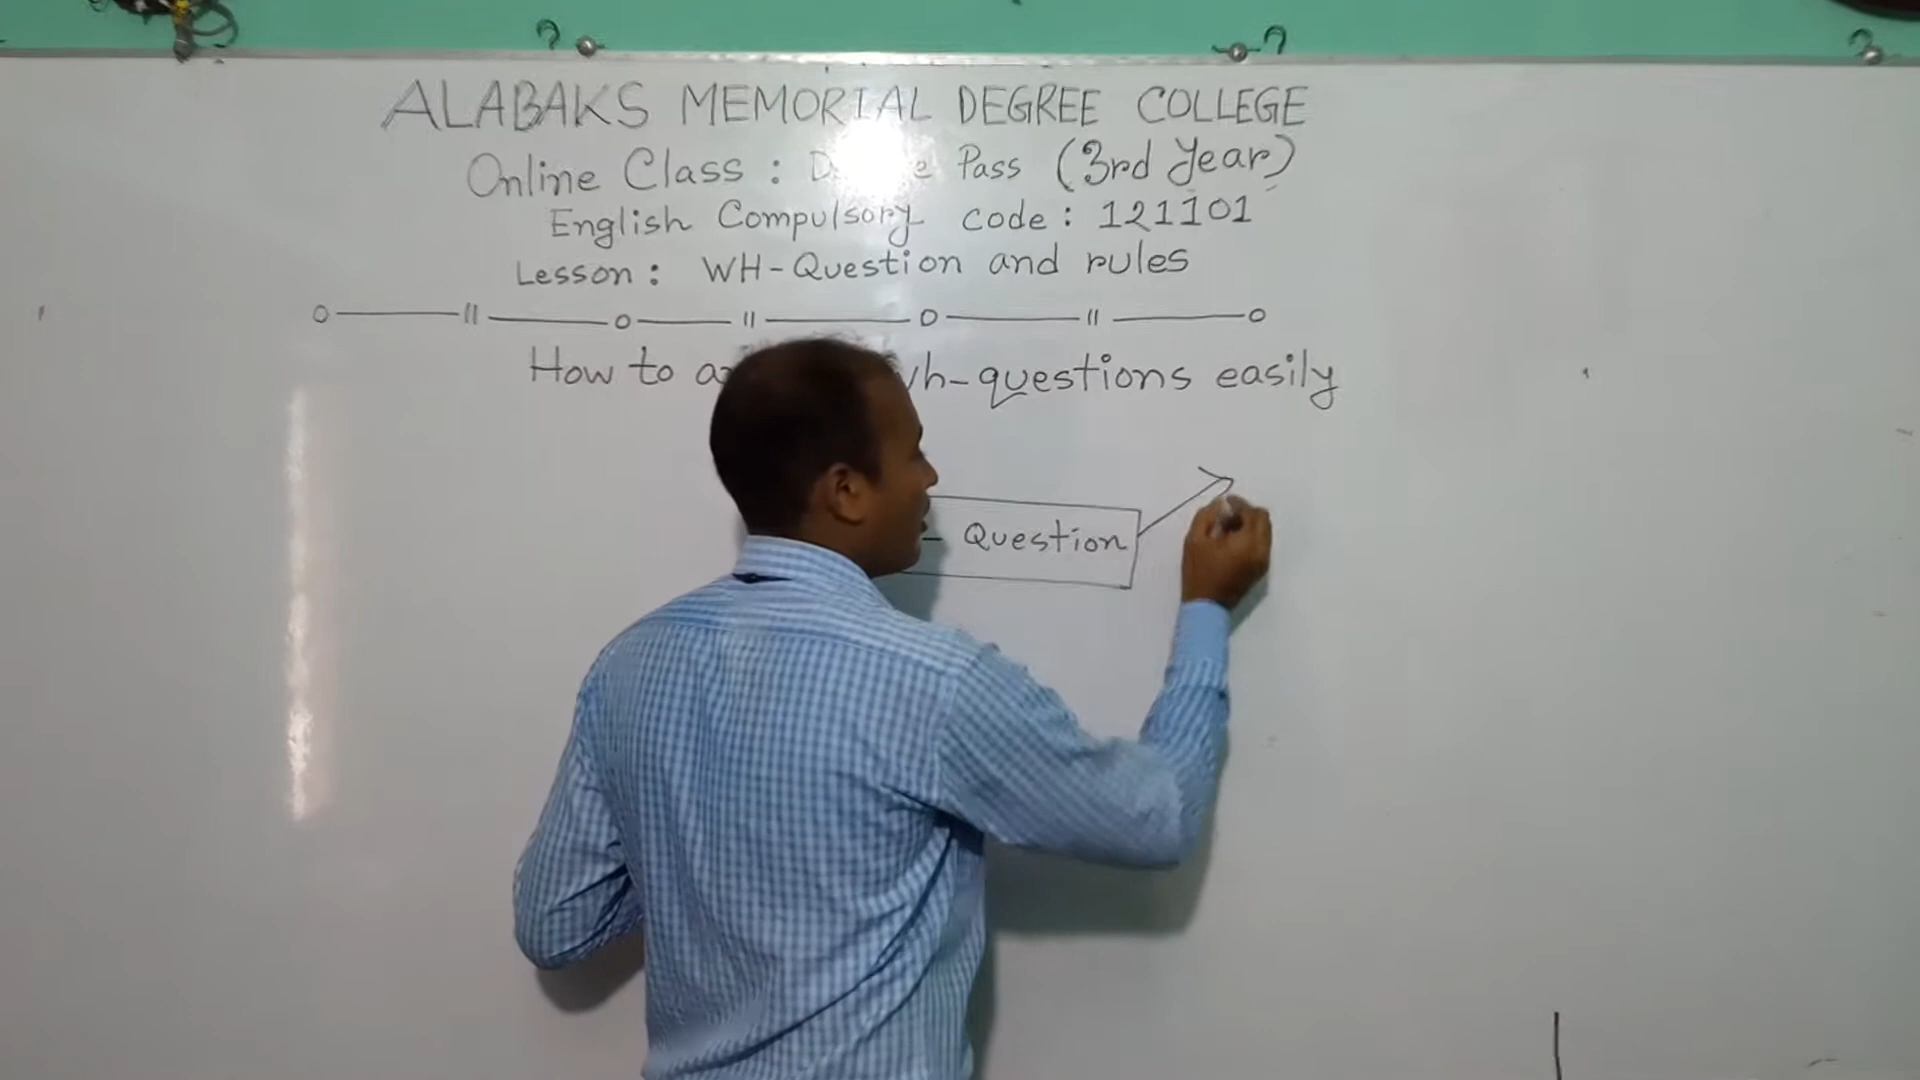 ALABAKS MEMORIAL DEGREE COLLEGE
Online Class : Pass (3rd Year)
English Compulsory code : 121101
Lesson : WH-Question and rules
How to wh-questions easily
- Question